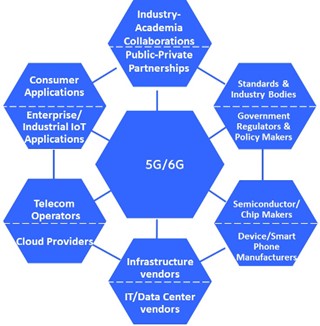 Industry-
Academia
Collaborations
Public-Private
Partnerships
Consumer
Applications
Enterprise/
Industrial IoT
Applications
Standards &
Industry Bodies
Government
Regulators &
Policy Makers
5G/6G
Telecom
Operators
Cloud Providers
Semiconductor/
Chip Makers
Device/Smart
Phone
Manufacturers
Infrastructure
vendors
IT/Data Center
vendors